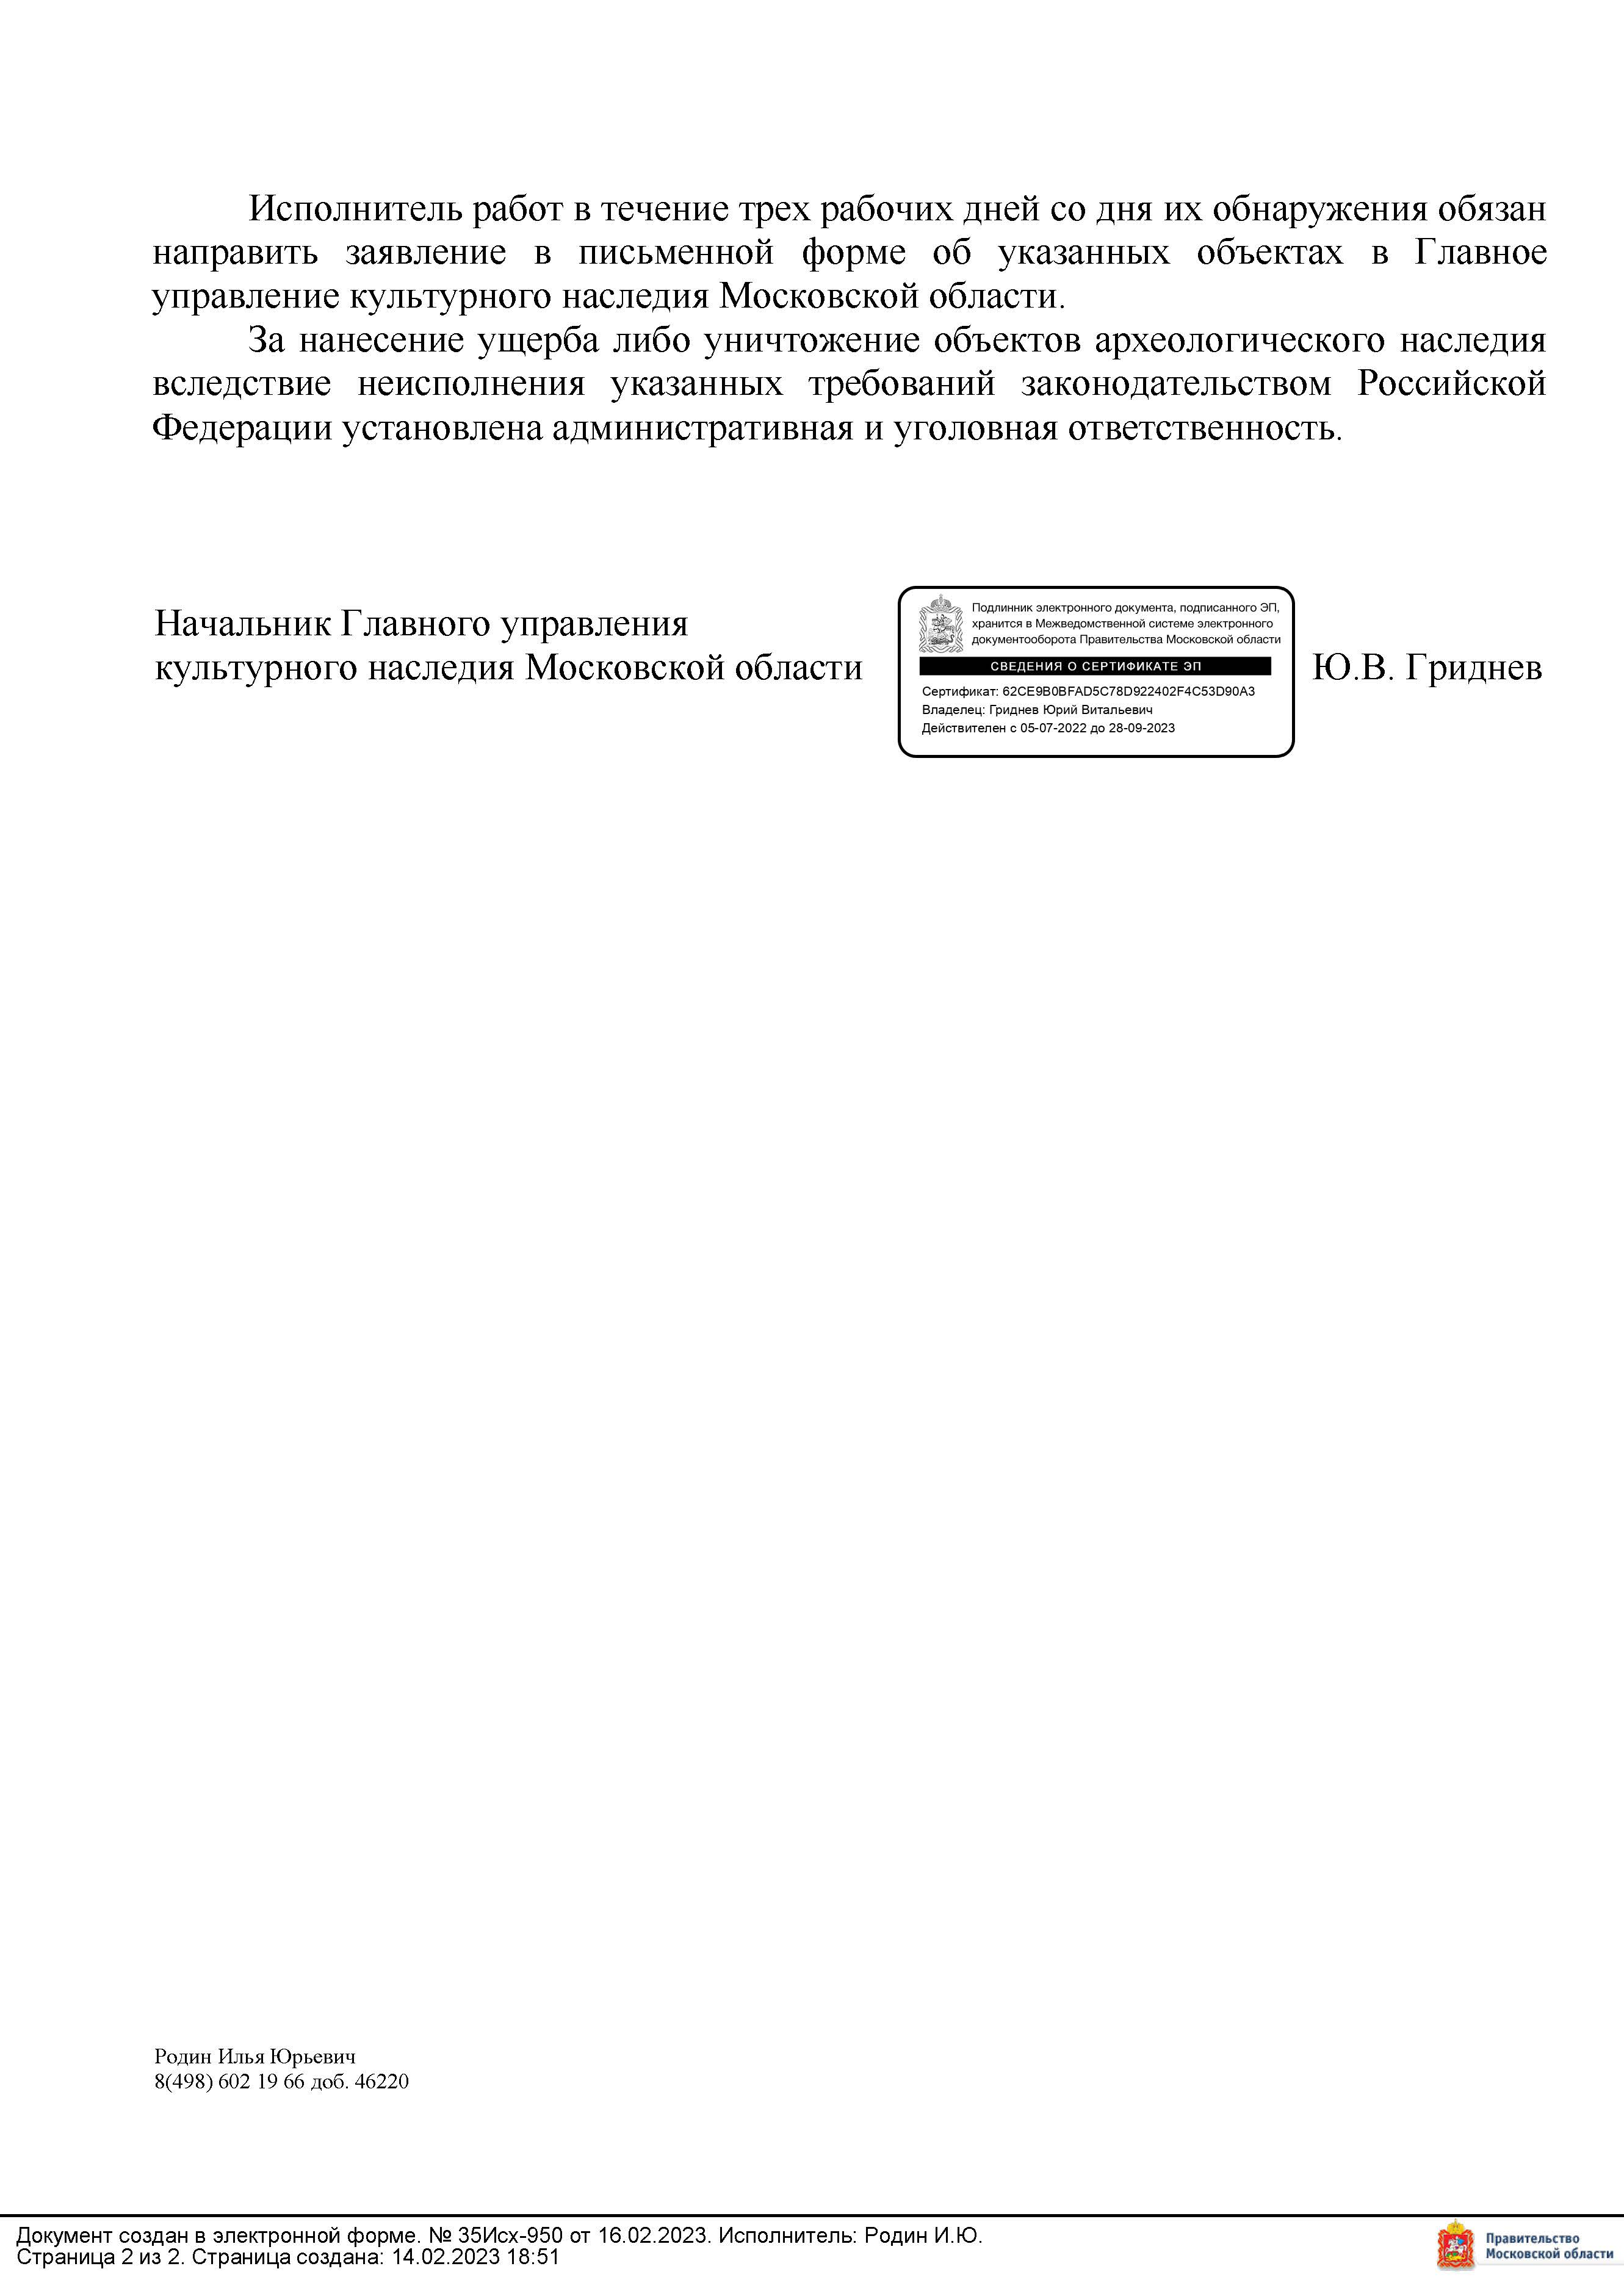 Исполнитель работ в течение трех рабочих дней со дня их обнаружения обязан
направить заявление в письменной форме об указанных объектах в Главное
управление культурного наследия Московской области.
За нанесение ущерба либо уничтожение объектов археологического наследия
вследствие неисполнения указанных требований законодательством Российской
Федерации установлена административная и уголовная ответственность.
Начальник Главного управления
культурного наследия Московской области
Подлинник электронного документа, подписанного ЭП,
хранится в Межведомственной системе электронного
документооборота Правительства Московской области
СВЕДЕНИЯ О СЕРТИФИКАТЕ ЭП
Сертификат: 62CE9B0BFAD5C78D922402F4C53D90A3
Владелец: Гриднев Юрий Витальевич
Действителен с 05-07-2022 до 28-09-2023
Ю.В. Гриднев
Родин Илья Юрьевич
8(498) 602 19 66 доб. 46220
Документ создан в электронной форме. № 35Исх-950 от 16.02.2023. Исполнитель: Родин И.Ю.
Страница 2 из 2. Страница создана: 14.02.2023 18:51
Правительство
Московской области